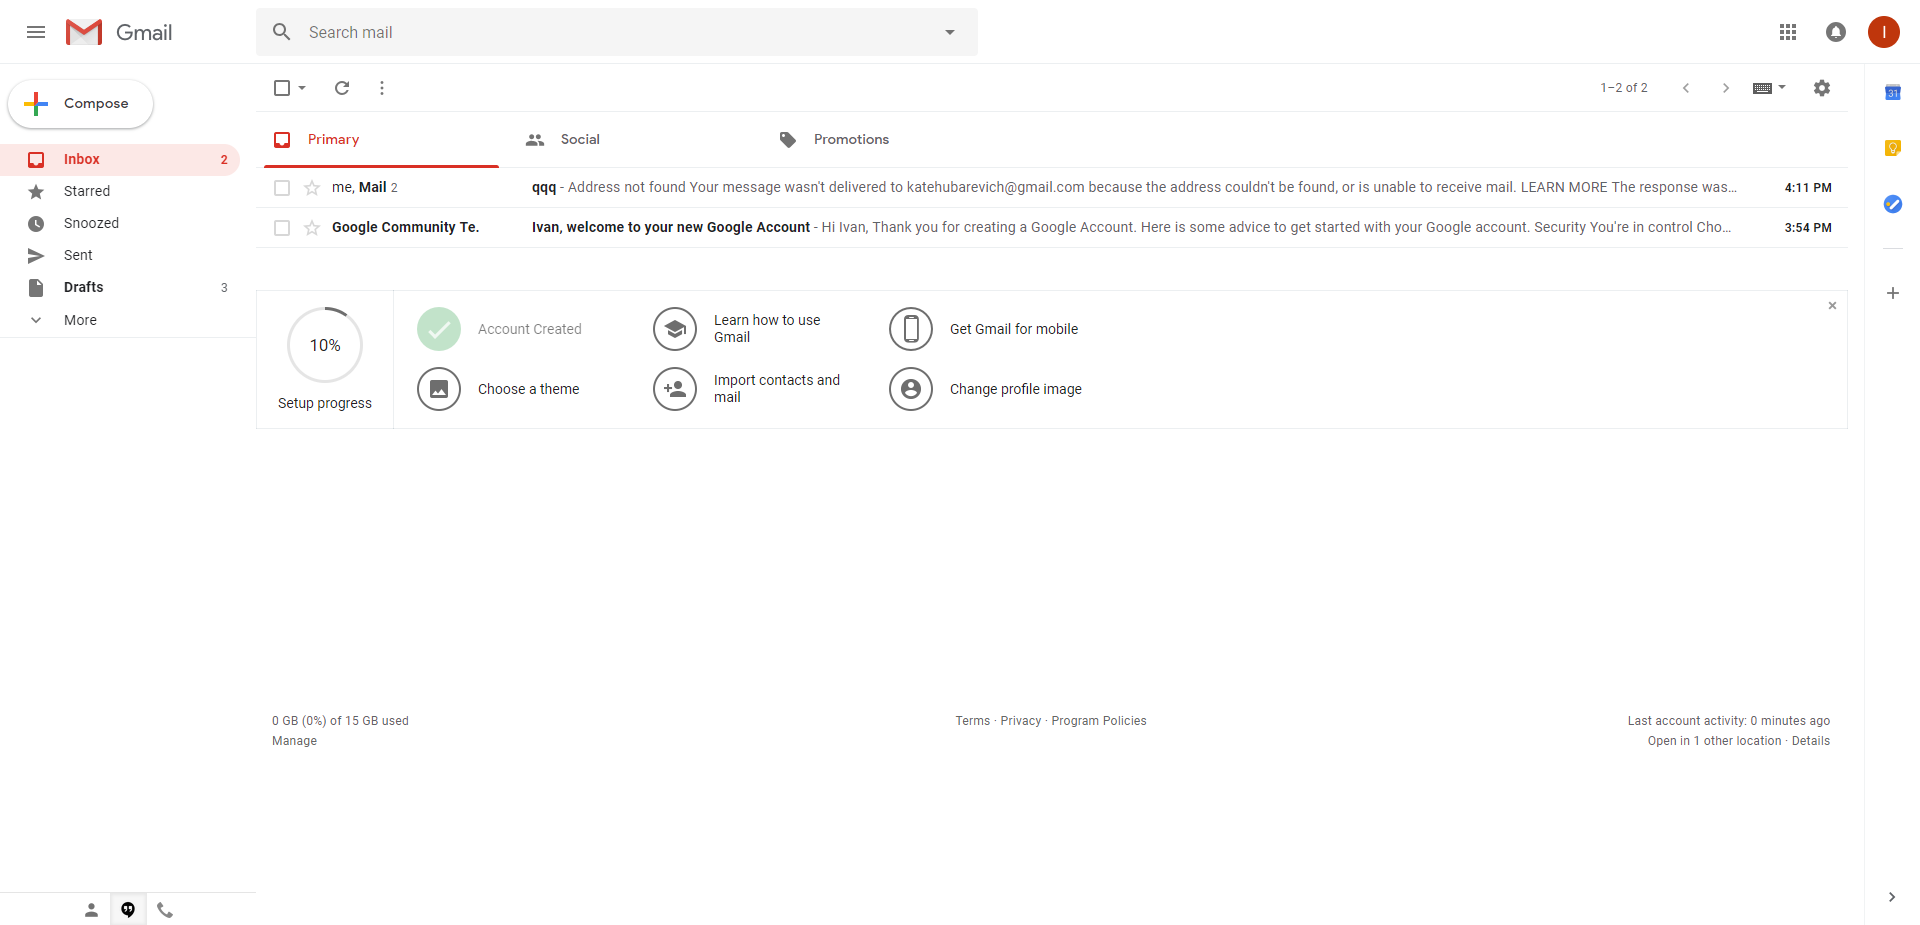 Gmail
Search mail
Compose
1–2 of 2
Primary
Social
Promotions
Inbox 2
Starred
Snoozed
Sent
Drafts 3
More
me, Mail 2 qqq - Address not found Your message wasn't delivered to katehubarevich@gmail.com because the address couldn't be found, or is unable to receive mail. LEARN MORE The response was... 4:11 PM
Google Community Te. Ivan, welcome to your new Google Account - Hi Ivan, Thank you for creating a Google Account. Here is some advice to get started with your Google account. Security You're in control Cho... 3:54 PM
10%
Setup progress
Account Created
Learn how to use
Gmail
Get Gmail for mobile
Choose a theme
Import contacts and
mail
Change profile image
×
0 GB (0%) of 15 GB used
Manage
Terms · Privacy · Program Policies
Last account activity: 0 minutes ago
Open in 1 other location · Details
I
31